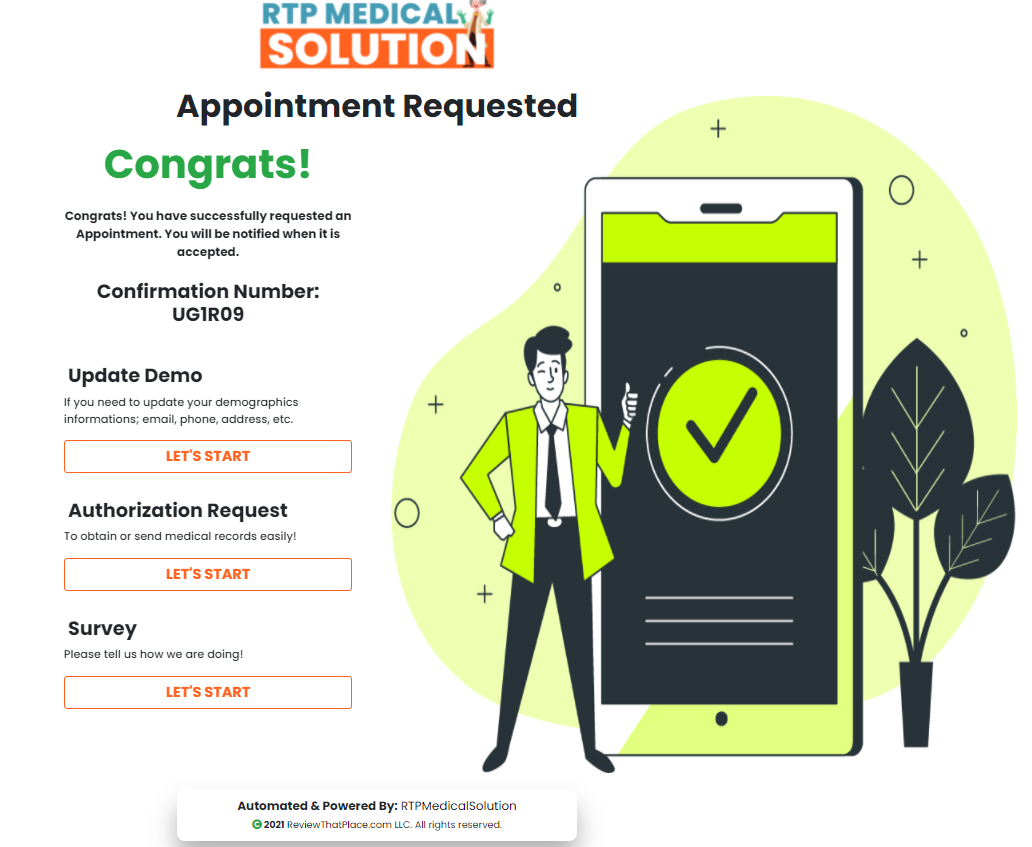 RTP MEDICAL
SOLUTION
Appointment Requested
Congrats!
Congrats! You have successfully requested an
Appointment. You will be notified when it is
accepted.
Confirmation Number:
UG1R09
Update Demo
If you need to update your demographics
informations; email, phone, address, etc.
LET'S START
Authorization Request
To obtain or send medical records easily!
LET'S START
Survey
Please tell us how we are doing!
LET'S START
Automated & Powered By: RTPMedicalSolution
© 2021 ReviewThatPlace.com LLC. All rights reserved.